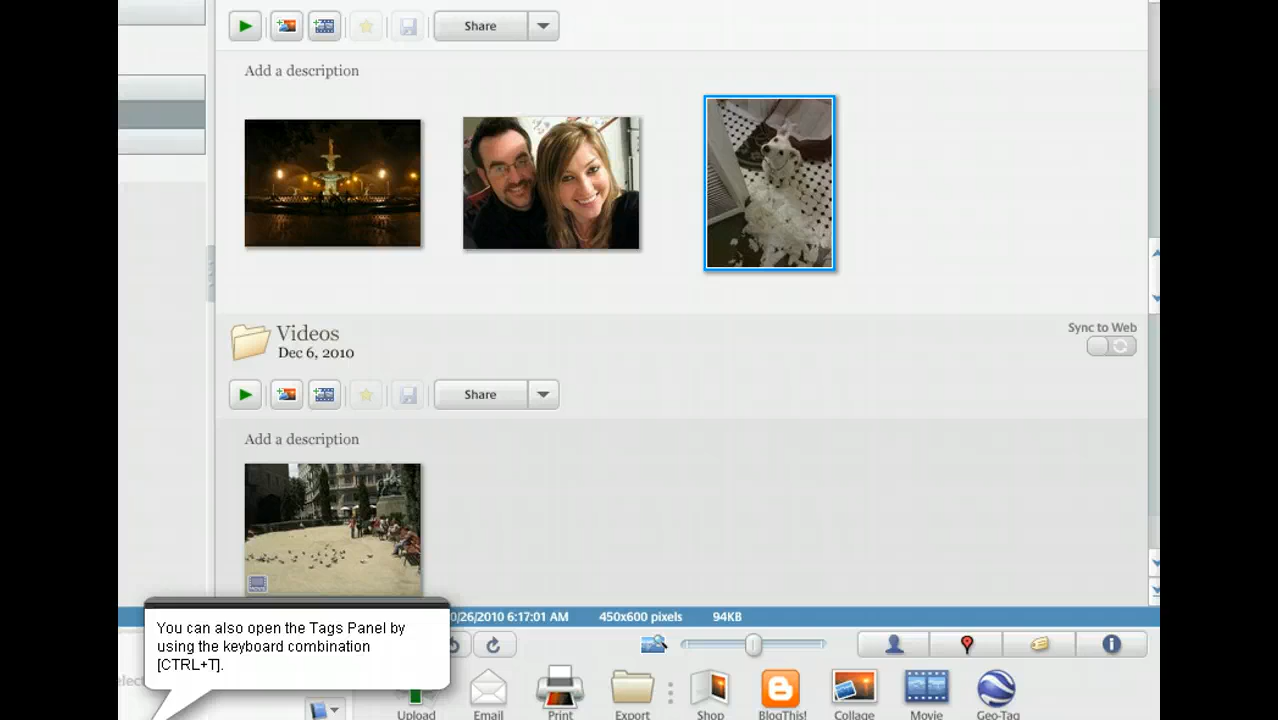 Share
Add a description
Videos
Dec 6, 2010
Sync to Web
Share
Add a description
0/26/2010 6:17:01 AM 450x600 pixels 94KB
You can also open the Tags Panel by
using the keyboard combination
[CTRL+T].
Upload Email Print Export Shop BlogThis! Collage Movie Geo-Tag